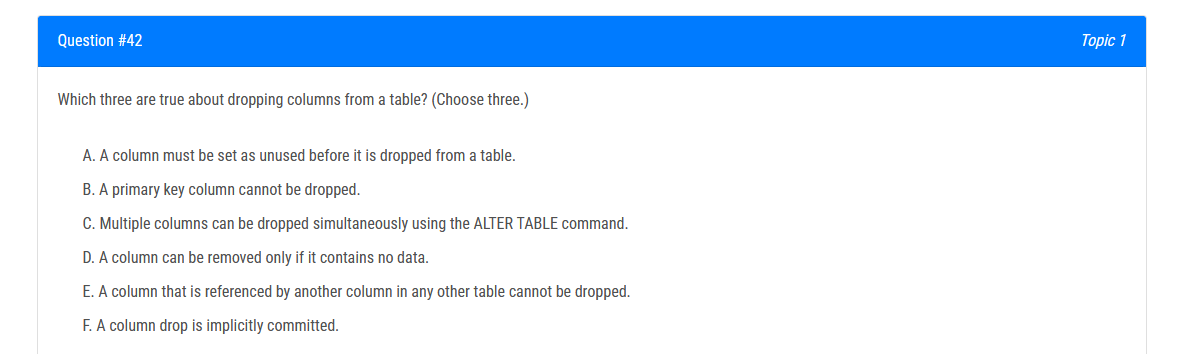 Question #42 Topic 1
Which three are true about dropping columns from a table? (Choose three.)
A. A column must be set as unused before it is dropped from a table.
B. A primary key column cannot be dropped.
C. Multiple columns can be dropped simultaneously using the ALTER TABLE command.
D. A column can be removed only if it contains no data.
E. A column that is referenced by another column in any other table cannot be dropped.
F. A column drop is implicitly committed.